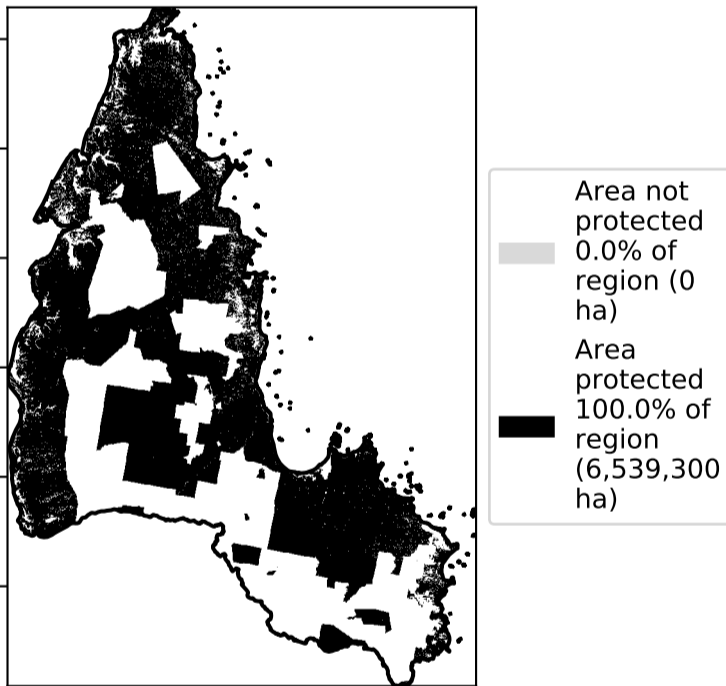 Area not
protected
0.0% of
region (0
ha)
Area
protected
100.0% of
region
(6,539,300
ha)